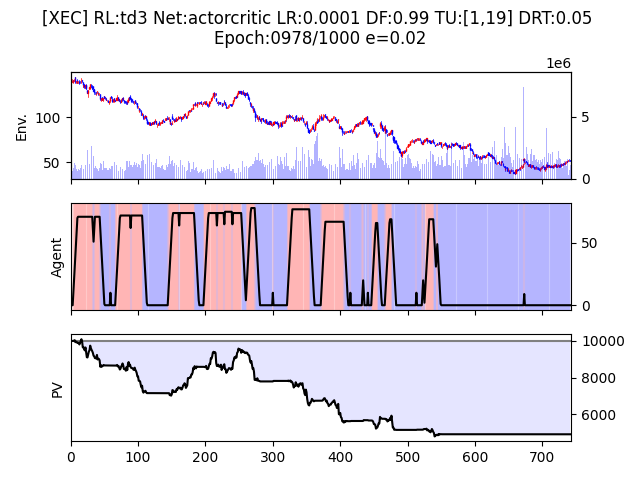 [XEC] RL:td3 Net:actorcritic LR:0.0001 DF:0.99 TU:[1,19] DRT:0.05
Epoch:0978/1000 e=0.02
1e6
Env.
100
50
5
0
Agent
50
0
PV
10000
8000
6000
0 100 200 300 400 500 600 700